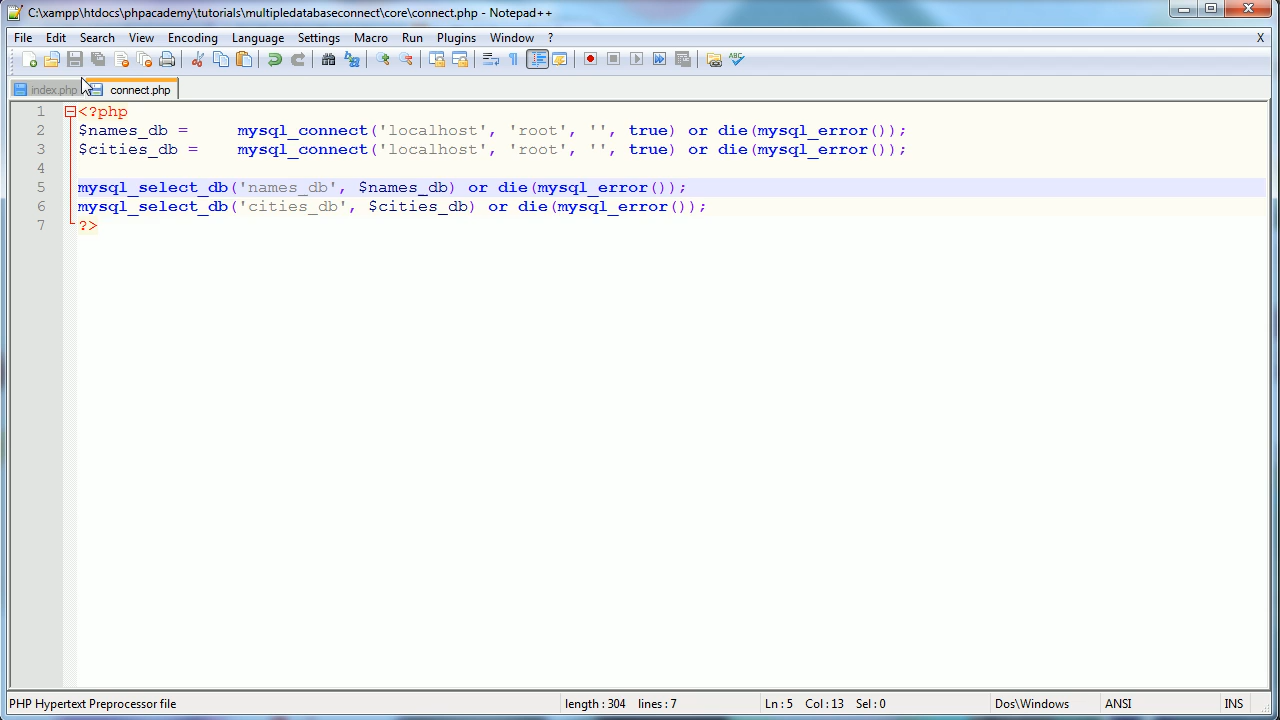 C:\xampp\htdocs\phpacademy\tutorials\multipledatabaseconnect\core\connect.php - Notepad++
File Edit Search View Encoding Language Settings Macro Run Plugins Window ? X
index.php connect.php
1 <?php
2 $names_db = mysql_connect('localhost', 'root', '', true) or die(mysql_error());
3 $cities_db = mysql_connect('localhost', 'root', '', true) or die(mysql_error());
4
5 mysql_select_db('names_db', $names_db) or die(mysql_error());
6 mysql_select_db('cities_db', $cities_db) or die(mysql_error());
7 ?>
PHP Hypertext Preprocessor file length : 304 lines : 7 Ln : 5 Col : 13 Sel : 0 Dos\Windows ANSI INS